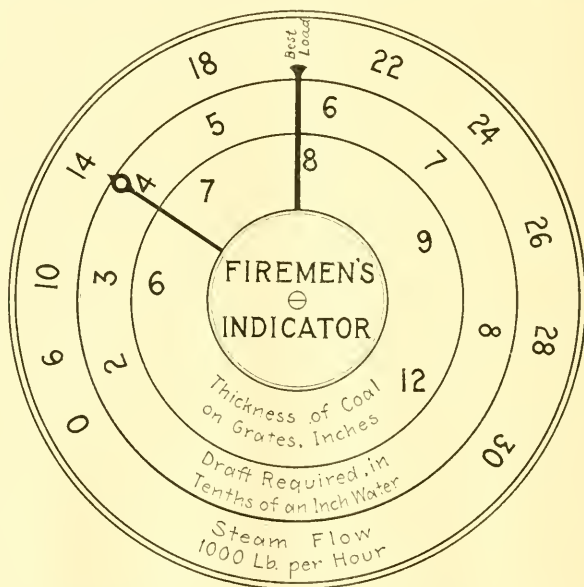 Best
Load
0 6 10 14 18 22 24 26 28 30
2 3 4 5 6 7 8
6 7 8 9 12
FIREMEN'S
INDICATOR
Thickness of Coal
on Grates, Inches
Draft Required, in
Tenths of an Inch Water
Steam Flow
1000 Lb. per Hour